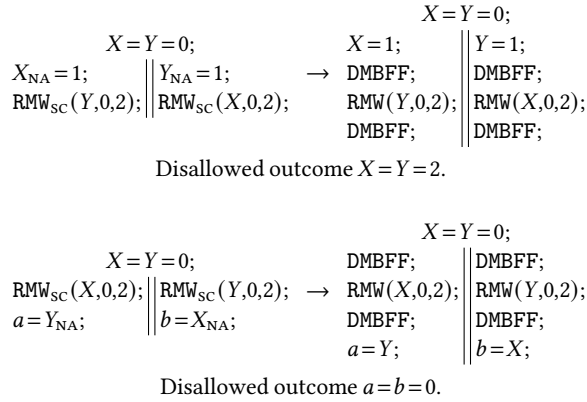 X = Y = 0;
X = Y = 0;
X = 1; ‖ Y = 1;
X_NA = 1; ‖ Y_NA = 1; → DMBFF; ‖ DMBFF;
RMW_SC(Y,0,2); ‖ RMW_SC(X,0,2); RMW(Y,0,2); ‖ RMW(X,0,2);
DMBFF; ‖ DMBFF;
Disallowed outcome X = Y = 2.
X = Y = 0;
X = Y = 0;
DMBFF; ‖ DMBFF;
RMW_SC(X,0,2); ‖ RMW_SC(Y,0,2); → RMW(X,0,2); ‖ RMW(Y,0,2);
a = Y_NA; ‖ b = X_NA; DMBFF; ‖ DMBFF;
a = Y; ‖ b = X;
Disallowed outcome a = b = 0.